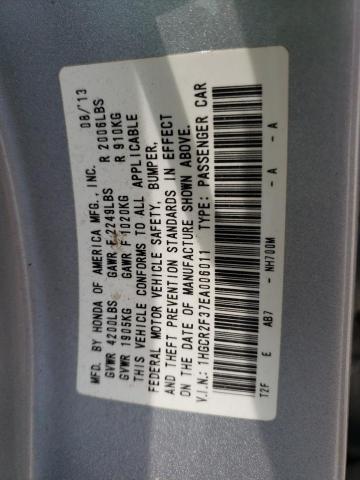 MFD. BY HONDA OF AMERICA MFG., INC. 08/13
GVWR 4200LBS GAWR F 2249LBS R 2006LBS
GVWR 1905KG GAWR F 1020KG R 910KG
THIS VEHICLE CONFORMS TO ALL APPLICABLE
FEDERAL MOTOR VEHICLE SAFETY, BUMPER,
AND THEFT PREVENTION STANDARDS IN EFFECT
ON THE DATE OF MANUFACTURE SHOWN ABOVE.
V.I.N.: 1HGCR2F37EA006011 TYPE: PASSENGER CAR
T2F E AB7 - NH700M - A - A